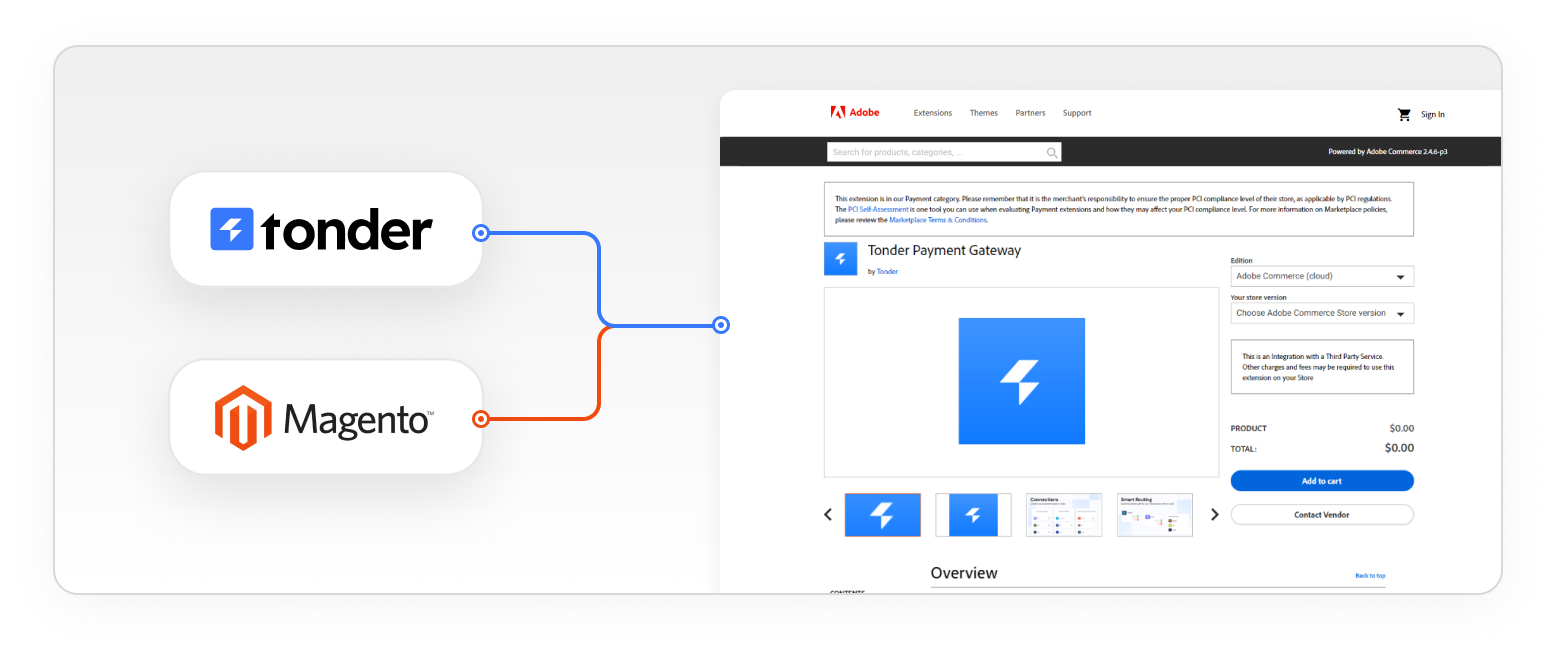 tonder
Magento™
Adobe
Extensions
Themes
Partners
Support
Sign In
Search for products, categories, ...
Powered by Adobe Commerce 2.4.6-p3
This extension is in our Payment category. Please remember that it is the merchant's responsibility to ensure the proper PCI compliance level of their store, as applicable by PCI regulations.
The PCI Self-Assessment is one tool you can use when evaluating Payment extensions and how they may affect your PCI compliance level. For more information on Marketplace policies,
please review the Marketplace Terms & Conditions.
Tonder Payment Gateway
by Tonder
Edition
Adobe Commerce (cloud)
Your store version
Choose Adobe Commerce Store version
This is an Integration with a Third Party Service.
Other charges and fees may be required to use this
extension on your Store
PRODUCT $0.00
TOTAL: $0.00
Add to cart
Contact Vendor
Connections
Smart Routing
Overview
Back to top
CONTENTS